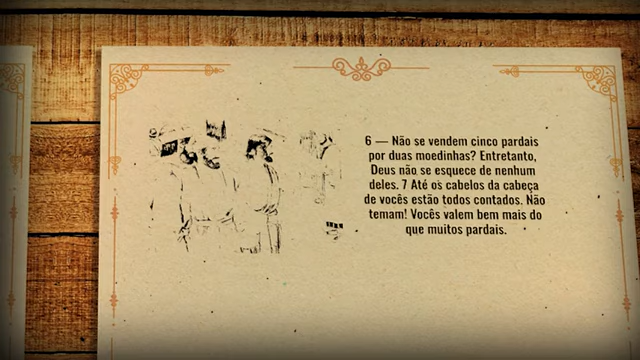 6 — Não se vendem cinco pardais
por duas moedinhas? Entretanto,
Deus não se esquece de nenhum
deles. 7 Até os cabelos da cabeça
de vocês estão todos contados. Não
temam! Vocês valem bem mais do
que muitos pardais.